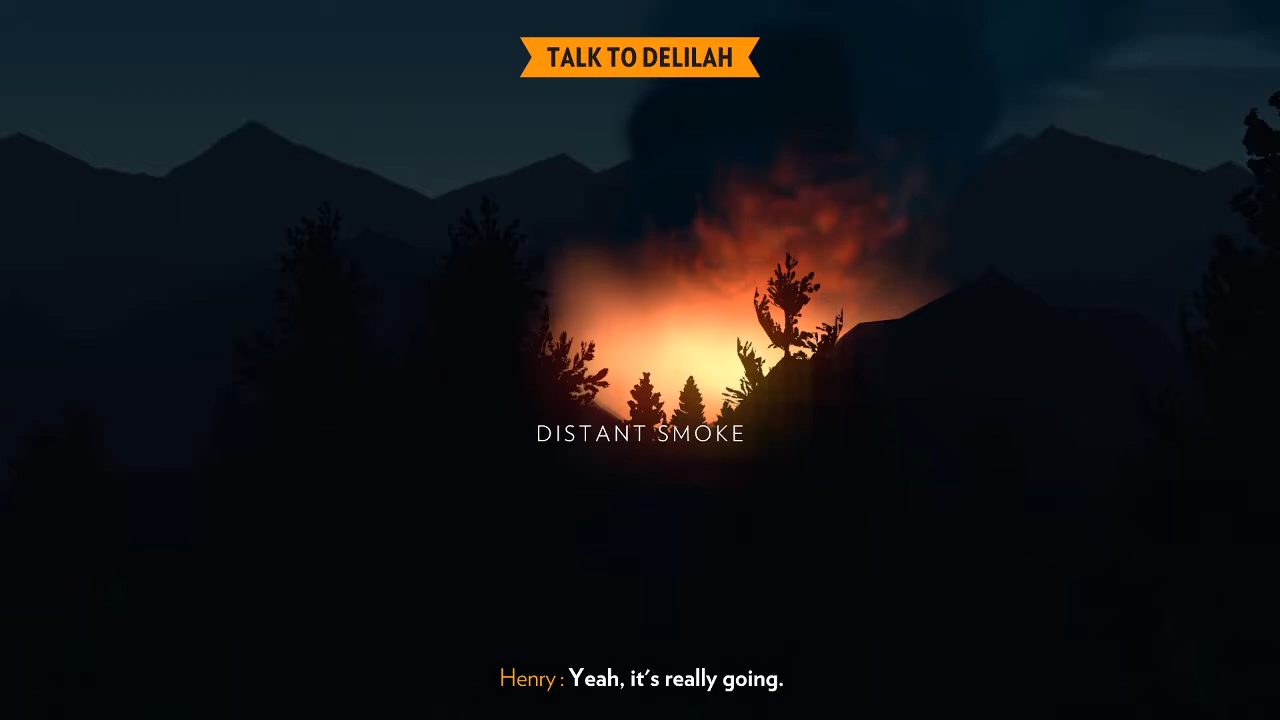 TALK TO DELILAH
DISTANT SMOKE
Henry : Yeah, it's really going.